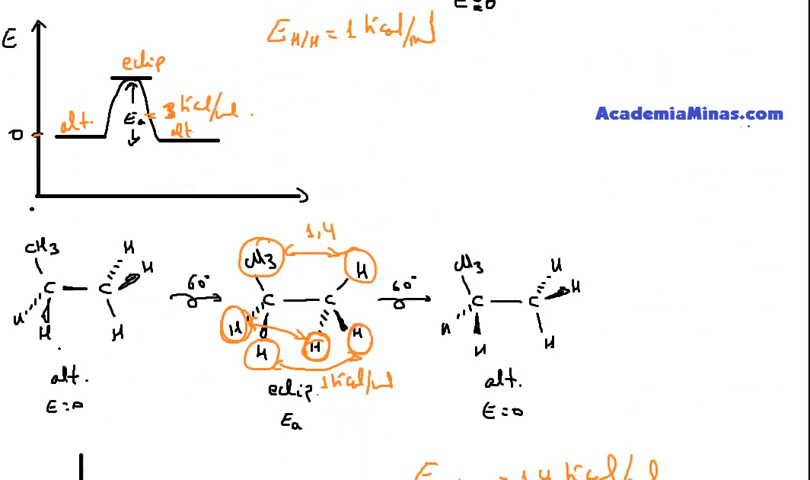 E=0
E
E H/H = 1 kcal/mol
eclip
alt.
Ea = 3 kcal/mol.
alt.
0
AcademiaMinas.com
1,4
CH3 H H
C C
H H H
60°
CH3 H
C C
H H H H
60°
CH3 H H
C C
H H H
alt.
E=0
eclip. 1 kcal/mol
Ea
alt.
E=0